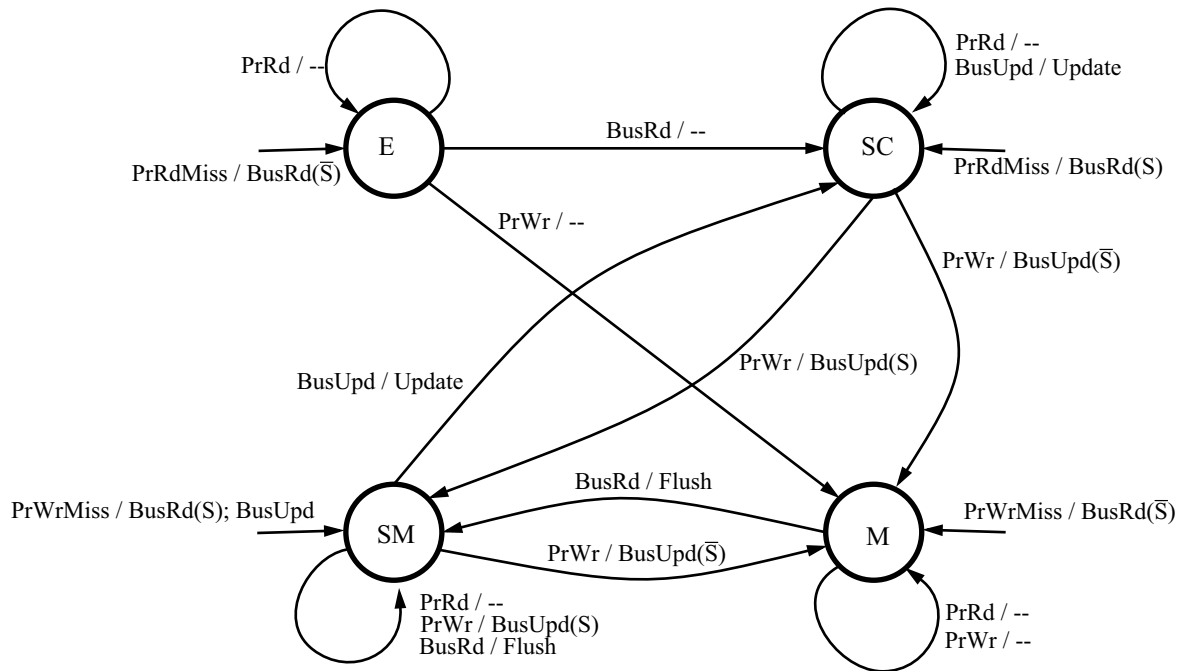 PrRd / --
PrRd / --
BusUpd / Update
E
BusRd / --
SC
PrRdMiss / BusRd(S̅)
PrRdMiss / BusRd(S)
PrWr / --
PrWr / BusUpd(S̅)
PrWr / BusUpd(S)
BusUpd / Update
BusRd / Flush
PrWrMiss / BusRd(S); BusUpd
PrWrMiss / BusRd(S̅)
SM
M
PrWr / BusUpd(S̅)
PrRd / --
PrWr / BusUpd(S)
BusRd / Flush
PrRd / --
PrWr / --